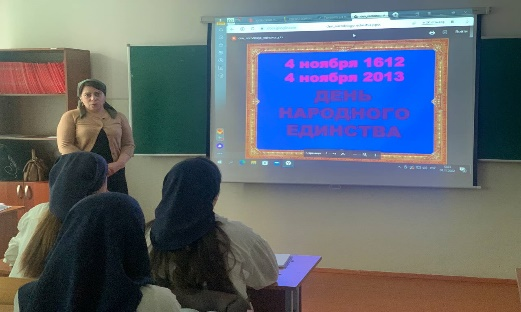 4 ноября 1612
4 ноября 2013
ДЕНЬ
НАРОДНОГО
ЕДИНСТВА